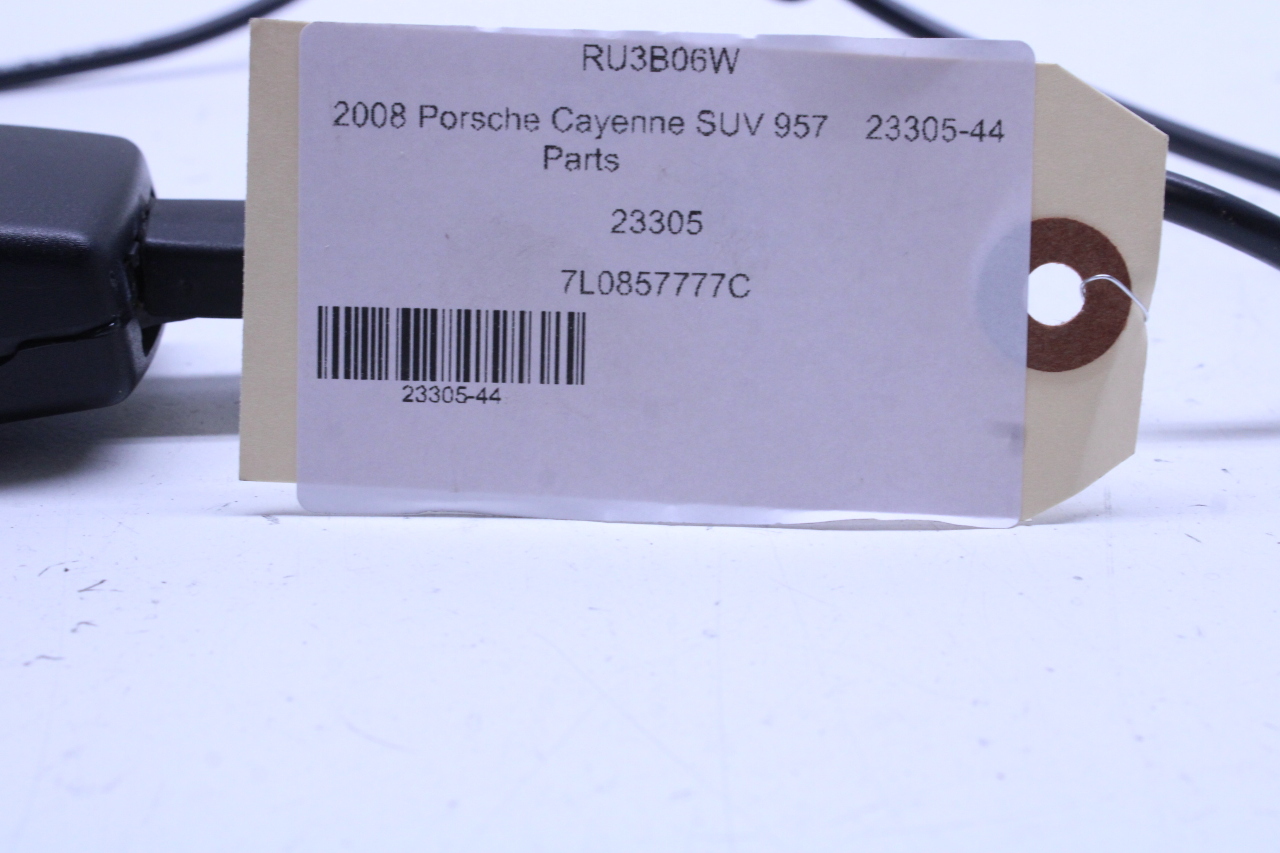 RU3B06W
2008 Porsche Cayenne SUV 957 23305-44
Parts
23305
7L0857777C
23305-44